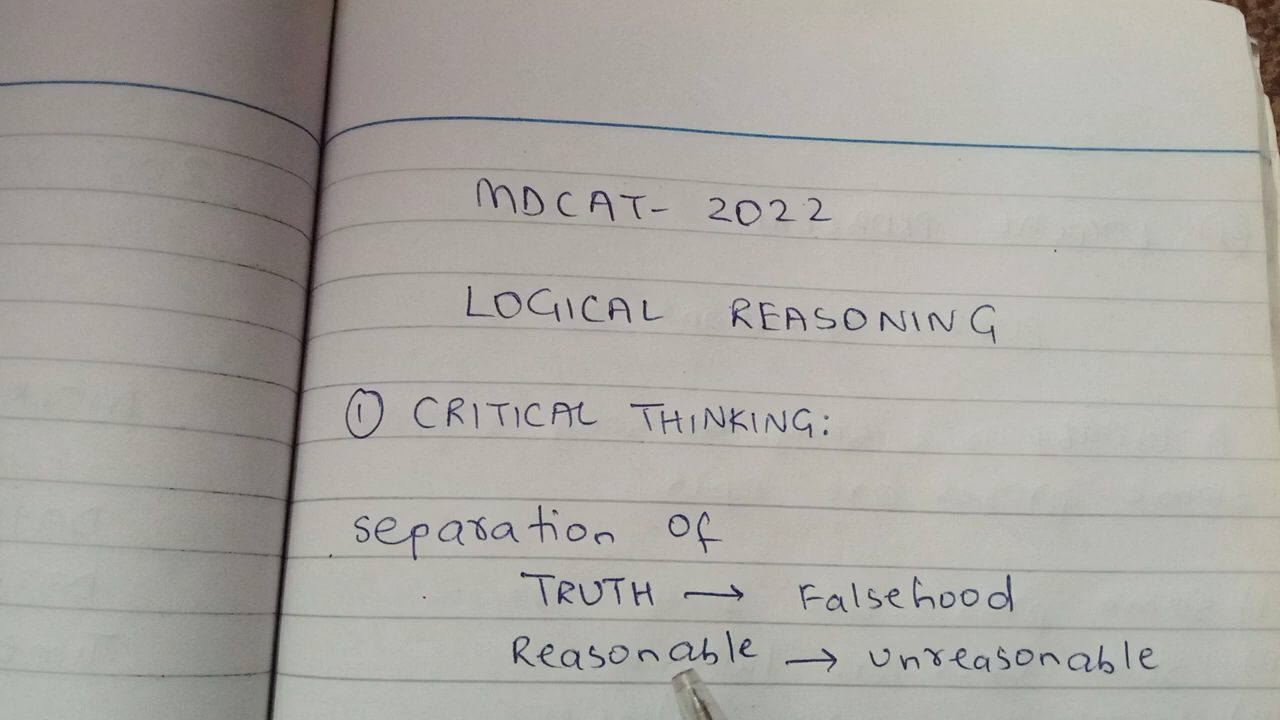 MDCAT- 2022
LOGICAL REASONING
① CRITICAL THINKING:
separation of
TRUTH → Falsehood
Reasonable → unreasonable